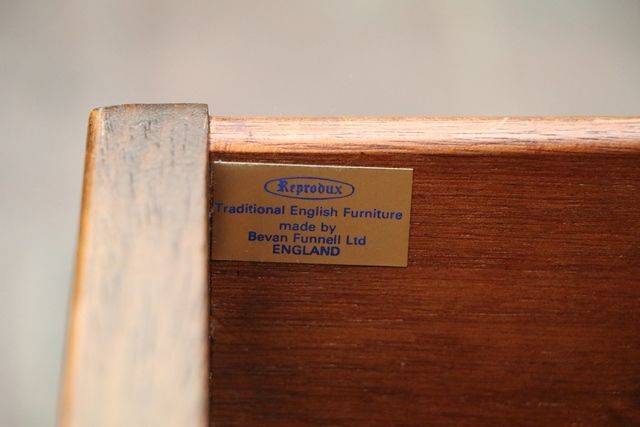 Reprodux
Traditional English Furniture
made by
Bevan Funnell Ltd
ENGLAND